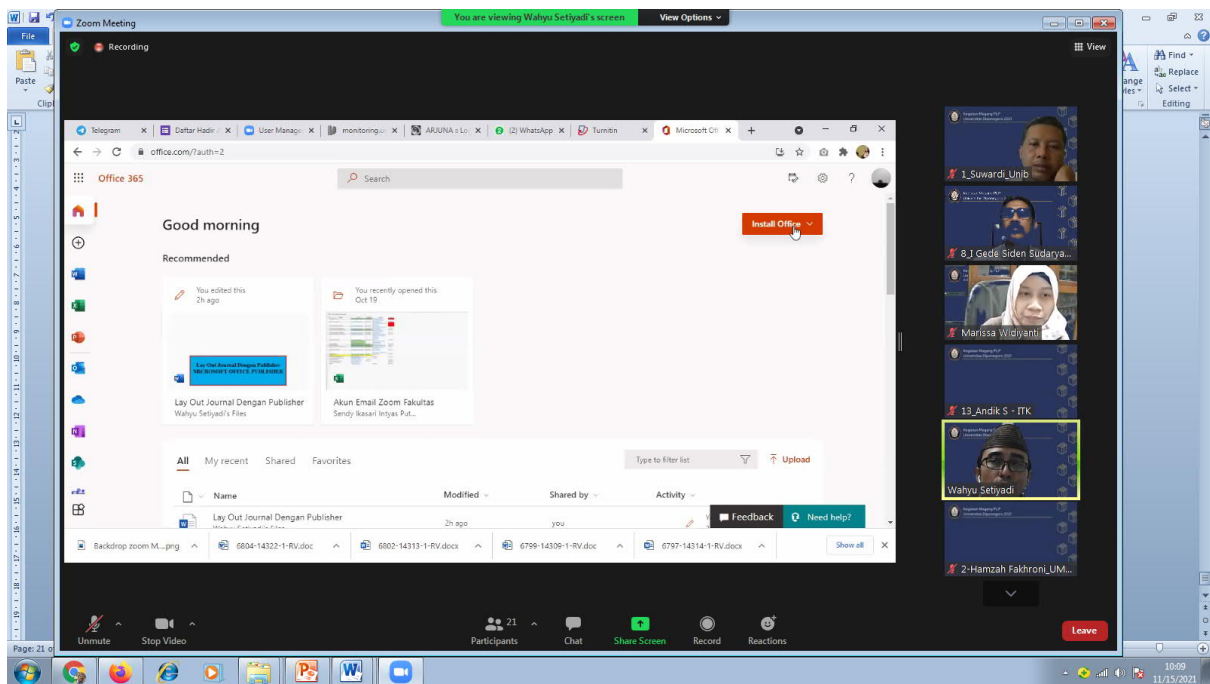 You are viewing Wahyu Setiyadi's screen
View Options
Zoom Meeting
File
Recording
View
Find
Replace
Select
Editing
Paste
Telegram
Daftar Hadir
User Manage
ARJUNA
(2) WhatsApp
Turnitin
Microsoft Of
office.com/?auth=2
Office 365
Search
Good morning
Install Office
Recommended
You edited this
2h ago
You recently opened this
Oct 19
Lay Out Journal Dengan Publisher
MICROSOFT OFFICE PUBLISHER
Lay Out Journal Dengan Publisher
Wahyu Setiyadi's Files
Akun Email Zoom Fakultas
Sendy Ikasari Intyas Put...
All My recent Shared Favorites
Type to filter list
Upload
Name Modified Shared by Activity
Lay Out Journal Dengan Publisher
2h ago you
Feedback
Need help?
Backdrop zoom M....png
6804-14322-1-RV.doc
6802-14313-1-RV.docx
6799-14309-1-RV.doc
6797-14314-1-RV.docx
Show all
1_Suwardi_Unib
8_I Gede Siden Sudarya...
Marissa Widiyanti
13_Andik S - ITK
Wahyu Setiyadi
2-Hamzah Fakhroni_UM...
Unmute
Stop Video
21
Participants
Chat
Share Screen
Record
Reactions
Leave
Page: 21 o
10:09
11/15/2021